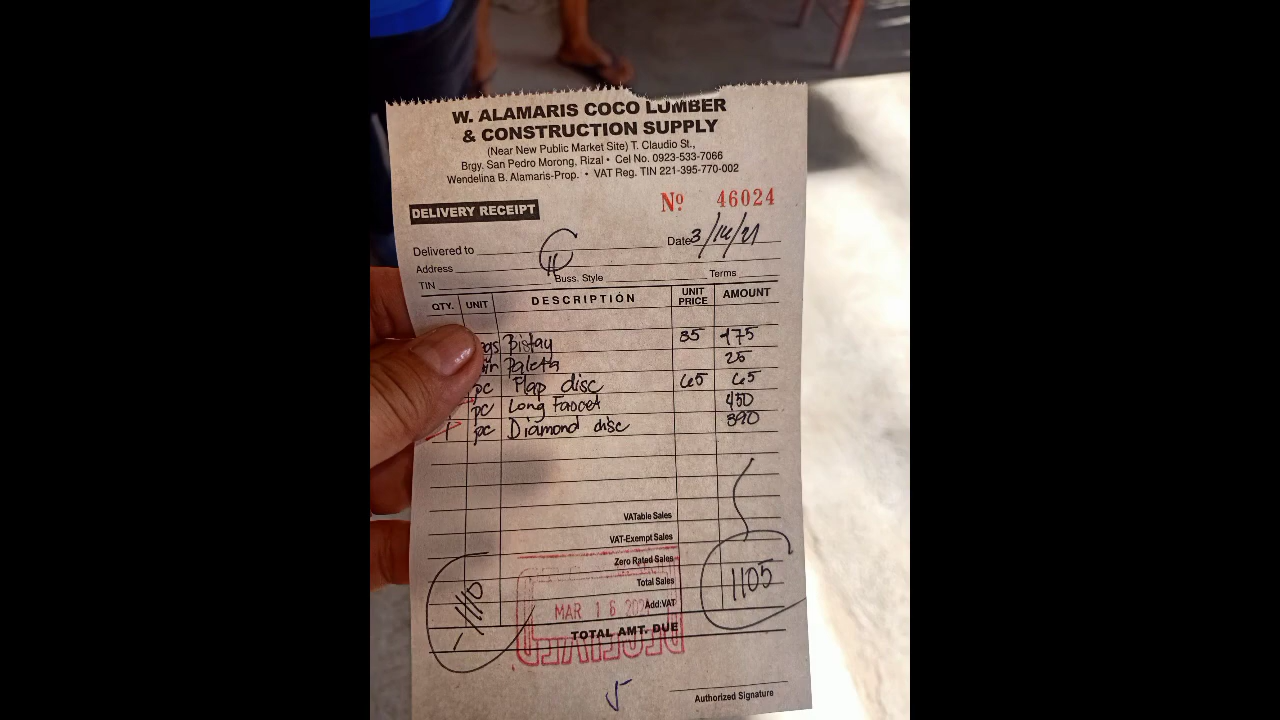 W. ALAMARIS COCO LUMBER
& CONSTRUCTION SUPPLY
(Near New Public Market Site) T. Claudio St.,
Brgy. San Pedro Morong, Rizal • Cel No. 0923-533-7066
Wendelina B. Alamaris-Prop. • VAT Reg. TIN 221-395-770-002
DELIVERY RECEIPT
Nº 46024
Delivered to Date 3/14/21
Address
TIN Buss. Style Terms
QTY. UNIT DESCRIPTION UNIT PRICE AMOUNT
Bistay 35 175
Paleta 25
pc Flap disc 65 65
pc Long Faucet 450
1 pc Diamond disc 390
VATable Sales
VAT-Exempt Sales
Zero Rated Sales
Total Sales
1105
Add:VAT
MAR 16 2021
TOTAL AMT. DUE
RECEIVED
Authorized Signature